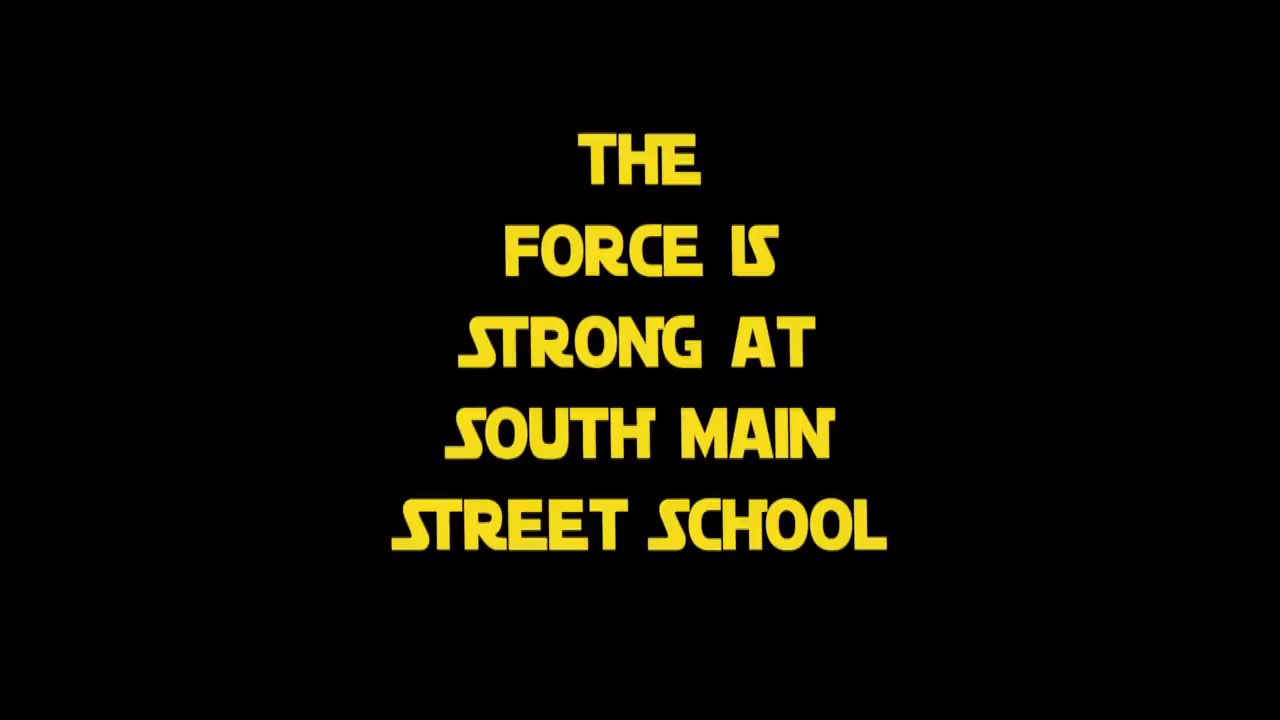 THE
FORCE IS
STRONG AT
SOUTH MAIN
STREET SCHOOL